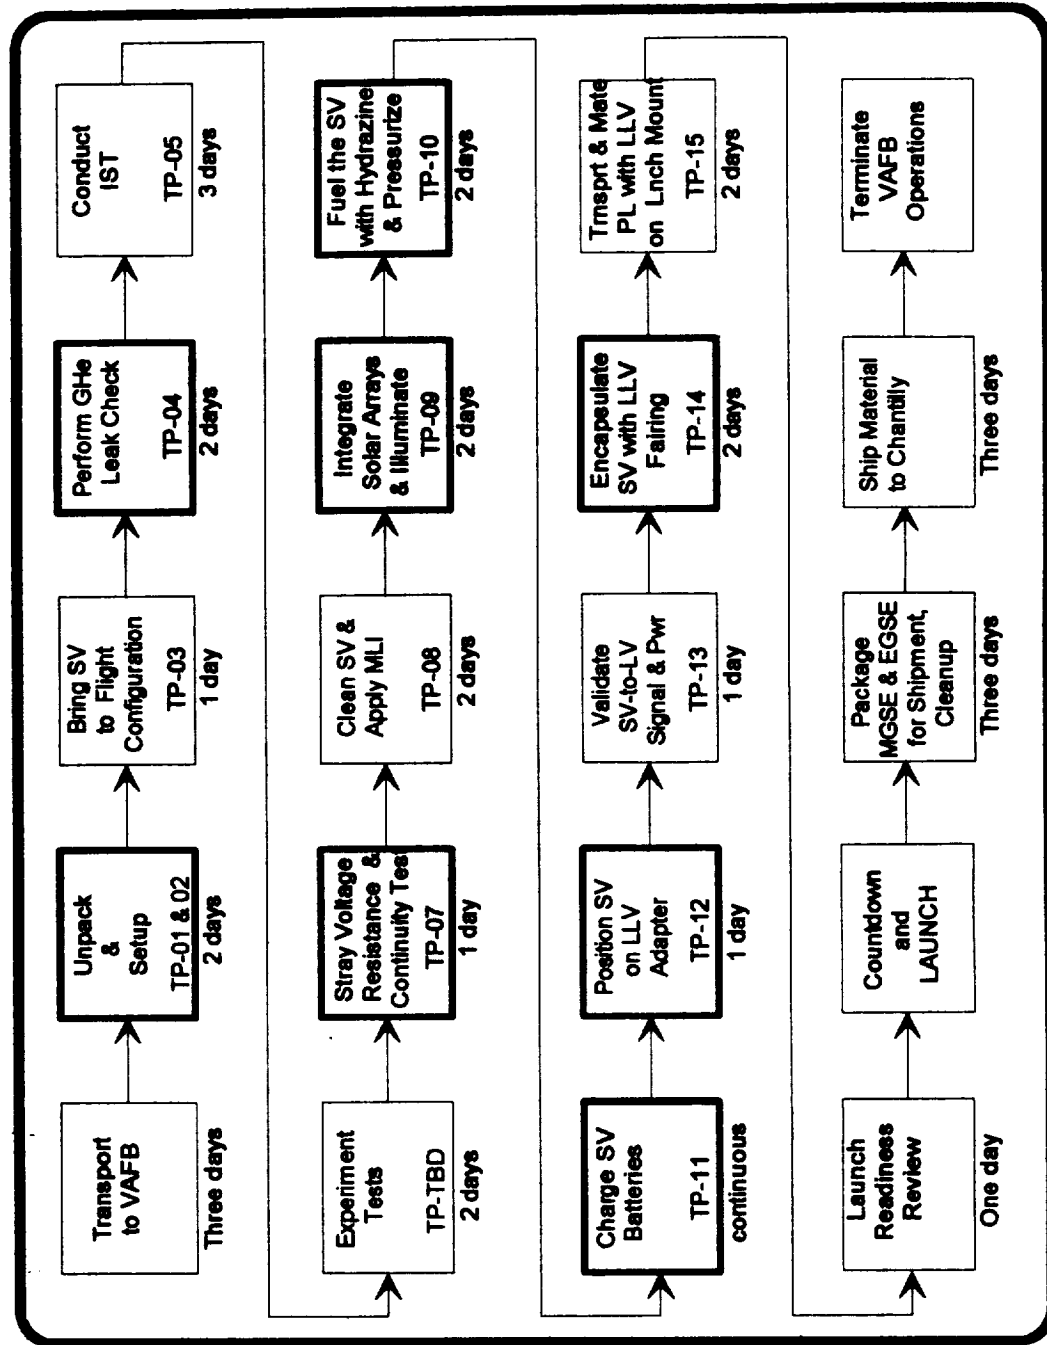 Transport
to VAFB
Three days
Unpack
&
Setup
TP-01 & 02
2 days
Bring SV
to Flight
Configuration
TP-03
1 day
Perform GHe
Leak Check
TP-04
2 days
Conduct
IST
TP-05
3 days
Experiment
Tests
TP-TBD
2 days
Stray Voltage
Resistance &
Continuity Test
TP-07
1 day
Clean SV &
Apply MLI
TP-08
2 days
Integrate
Solar Arrays
& Illuminate
TP-09
2 days
Fuel the SV
with Hydrazine
& Pressurize
TP-10
2 days
Charge SV
Batteries
TP-11
continuous
Position SV
on LLV
Adapter
TP-12
1 day
Validate
SV-to-LV
Signal & Pwr
TP-13
1 day
Encapsulate
SV with LLV
Fairing
TP-14
2 days
Trnsprt & Mate
PL with LLV
on Lnch Mount
TP-15
2 days
Launch
Readiness
Review
One day
Countdown
and
LAUNCH
Package
MGSE & EGSE
for Shipment,
Cleanup
Three days
Ship Material
to Chantilly
Three days
Terminate
VAFB
Operations